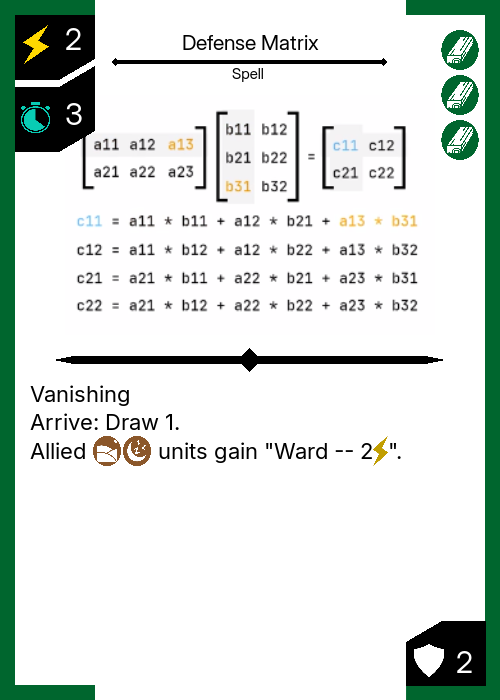 2
Defense Matrix
Spell
3
a11 a12 a13
a21 a22 a23
b11 b12
b21 b22
b31 b32
=
c11 c12
c21 c22
c11 = a11 * b11 + a12 * b21 + a13 * b31
c12 = a11 * b12 + a12 * b22 + a13 * b32
c21 = a21 * b11 + a22 * b21 + a23 * b31
c22 = a21 * b12 + a22 * b22 + a23 * b32
Vanishing
Arrive: Draw 1.
Allied units gain "Ward -- 2".
2